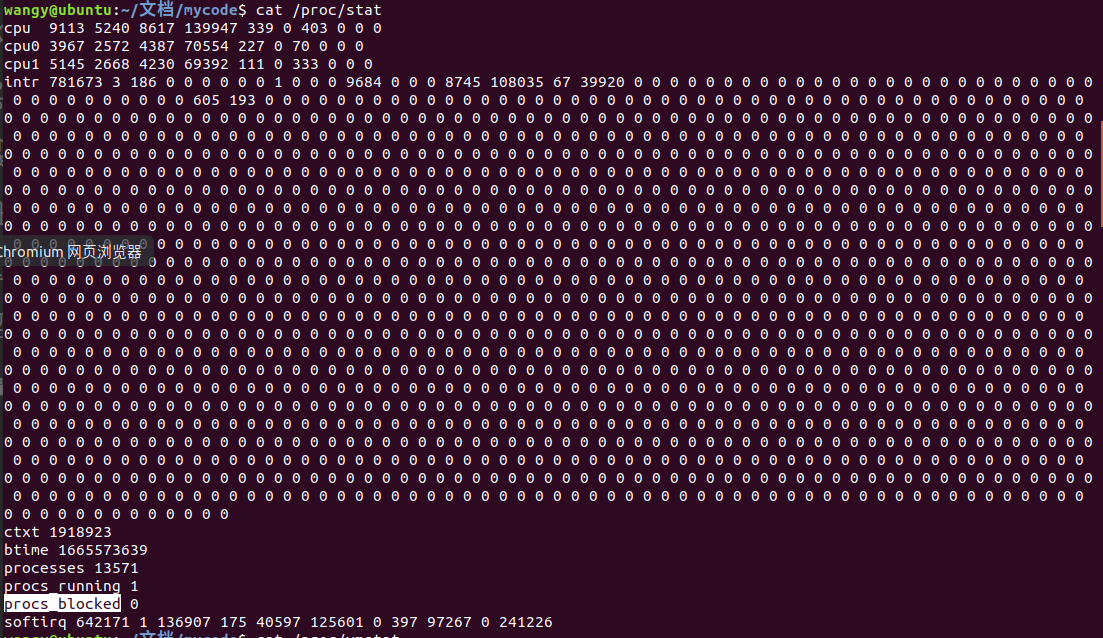 wangy@ubuntu:~/文档/mycode$ cat /proc/stat
cpu  9113 5240 8617 139947 339 0 403 0 0 0
cpu0 3967 2572 4387 70554 227 0 70 0 0 0
cpu1 5145 2668 4230 69392 111 0 333 0 0 0
intr 781673 3 186 0 0 0 0 0 0 1 0 0 0 9684 0 0 0 8745 108035 67 39920 0 0 0 0 0 0 0 0 0 0 0 0 0 0 0 0 0 0 0 0 0 0 0 0 0 0
 0 0 0 0 0 0 0 0 0 0 605 193 0 0 0 0 0 0 0 0 0 0 0 0 0 0 0 0 0 0 0 0 0 0 0 0 0 0 0 0 0 0 0 0 0 0 0 0 0 0 0 0 0 0 0 0 0 0
0 0 0 0 0 0 0 0 0 0 0 0 0 0 0 0 0 0 0 0 0 0 0 0 0 0 0 0 0 0 0 0 0 0 0 0 0 0 0 0 0 0 0 0 0 0 0 0 0 0 0 0 0 0 0 0 0 0 0 0 0
 0 0 0 0 0 0 0 0 0 0 0 0 0 0 0 0 0 0 0 0 0 0 0 0 0 0 0 0 0 0 0 0 0 0 0 0 0 0 0 0 0 0 0 0 0 0 0 0 0 0 0 0 0 0 0 0 0 0 0 0
0 0 0 0 0 0 0 0 0 0 0 0 0 0 0 0 0 0 0 0 0 0 0 0 0 0 0 0 0 0 0 0 0 0 0 0 0 0 0 0 0 0 0 0 0 0 0 0 0 0 0 0 0 0 0 0 0 0 0 0 0
 0 0 0 0 0 0 0 0 0 0 0 0 0 0 0 0 0 0 0 0 0 0 0 0 0 0 0 0 0 0 0 0 0 0 0 0 0 0 0 0 0 0 0 0 0 0 0 0 0 0 0 0 0 0 0 0 0 0 0 0
0 0 0 0 0 0 0 0 0 0 0 0 0 0 0 0 0 0 0 0 0 0 0 0 0 0 0 0 0 0 0 0 0 0 0 0 0 0 0 0 0 0 0 0 0 0 0 0 0 0 0 0 0 0 0 0 0 0 0 0 0
 0 0 0 0 0 0 0 0 0 0 0 0 0 0 0 0 0 0 0 0 0 0 0 0 0 0 0 0 0 0 0 0 0 0 0 0 0 0 0 0 0 0 0 0 0 0 0 0 0 0 0 0 0 0 0 0 0 0 0 0
0 0 0 0 0 0 0 0 0 0 0 0 0 0 0 0 0 0 0 0 0 0 0 0 0 0 0 0 0 0 0 0 0 0 0 0 0 0 0 0 0 0 0 0 0 0 0 0 0 0 0 0 0 0 0 0 0 0 0 0 0
 0 0 0 0 0 0 0 0 0 0 0 0 0 0 0 0 0 0 0 0 0 0 0 0 0 0 0 0 0 0 0 0 0 0 0 0 0 0 0 0 0 0 0 0 0 0 0 0 0 0 0 0 0 0 0 0 0 0 0 0
hromium 网页浏览器
0 0 0 0 0 0 0 0 0 0 0 0 0 0 0 0 0 0 0 0 0 0 0 0 0 0 0 0 0 0 0 0 0 0 0 0 0 0 0 0 0 0 0 0 0 0 0 0 0 0 0 0 0 0 0 0 0 0 0 0 0
 0 0 0 0 0 0 0 0 0 0 0 0 0 0 0 0 0 0 0 0 0 0 0 0 0 0 0 0 0 0 0 0 0 0 0 0 0 0 0 0 0 0 0 0 0 0 0 0 0 0 0 0 0 0 0 0 0 0 0 0
0 0 0 0 0 0 0 0 0 0 0 0 0 0 0 0 0 0 0 0 0 0 0 0 0 0 0 0 0 0 0 0 0 0 0 0 0 0 0 0 0 0 0 0 0 0 0 0 0 0 0 0 0 0 0 0 0 0 0 0 0
 0 0 0 0 0 0 0 0 0 0 0 0 0 0 0 0 0 0 0 0 0 0 0 0 0 0 0 0 0 0 0 0 0 0 0 0 0 0 0 0 0 0 0 0 0 0 0 0 0 0 0 0 0 0 0 0 0 0 0 0
0 0 0 0 0 0 0 0 0 0 0 0 0 0 0 0 0 0 0 0 0 0 0 0 0 0 0 0 0 0 0 0 0 0 0 0 0 0 0 0 0 0 0 0 0 0 0 0 0 0 0 0 0 0 0 0 0 0 0 0 0
 0 0 0 0 0 0 0 0 0 0 0 0 0 0 0 0 0 0 0 0 0 0 0 0 0 0 0 0 0 0 0 0 0 0 0 0 0 0 0 0 0 0 0 0 0 0 0 0 0 0 0 0 0 0 0 0 0 0 0 0
0 0 0 0 0 0 0 0 0 0 0 0 0 0 0 0 0 0 0 0 0 0 0 0 0 0 0 0 0 0 0 0 0 0 0 0 0 0 0 0 0 0 0 0 0 0 0 0 0 0 0 0 0 0 0 0 0 0 0 0 0
 0 0 0 0 0 0 0 0 0 0 0 0 0 0 0 0 0 0 0 0 0 0 0 0 0 0 0 0 0 0 0 0 0 0 0 0 0 0 0 0 0 0 0 0 0 0 0 0 0 0 0 0 0 0 0 0 0 0 0 0
0 0 0 0 0 0 0 0 0 0 0 0 0 0 0 0 0 0 0 0 0 0 0 0 0 0 0 0 0 0 0 0 0 0 0 0 0 0 0 0 0 0 0 0 0 0 0 0 0 0 0 0 0 0 0 0 0 0 0 0 0
 0 0 0 0 0 0 0 0 0 0 0 0 0 0 0 0 0 0 0 0 0 0 0 0 0 0 0 0 0 0 0 0 0 0 0 0 0 0 0 0 0 0 0 0 0 0 0 0 0 0 0 0 0 0 0 0 0 0 0 0
0 0 0 0 0 0 0 0 0 0 0 0 0 0 0 0 0 0 0 0 0 0 0 0 0 0 0 0 0 0 0 0 0 0 0 0 0 0 0 0 0 0 0 0 0 0 0 0 0 0 0 0 0 0 0 0 0 0 0 0 0
 0 0 0 0 0 0 0 0 0 0 0 0 0 0 0 0 0 0 0 0 0 0 0 0 0 0 0 0 0 0 0 0 0 0 0 0 0 0 0 0 0 0 0 0 0 0 0 0 0 0 0 0 0 0 0 0 0 0 0 0
0 0 0 0 0 0 0 0 0 0 0 0 0 0 0 0 0 0 0 0 0 0 0 0 0 0 0 0 0 0 0 0 0 0 0 0 0 0 0 0 0 0 0 0 0 0 0 0 0 0 0 0 0 0 0 0 0 0 0 0 0
 0 0 0 0 0 0 0 0 0 0 0 0 0 0 0 0 0 0 0 0 0 0 0 0 0 0 0 0 0 0 0 0 0 0 0 0 0 0 0 0 0 0 0 0 0 0 0 0 0 0 0 0 0 0 0 0 0 0 0 0
0 0 0 0 0 0 0 0 0 0 0 0 0
ctxt 1918923
btime 1665573639
processes 13571
procs_running 1
procs_blocked 0
softirq 642171 1 136907 175 40597 125601 0 397 97267 0 241226
wangy@ubuntu:~/文档/mycode$ cat /proc/vmstat